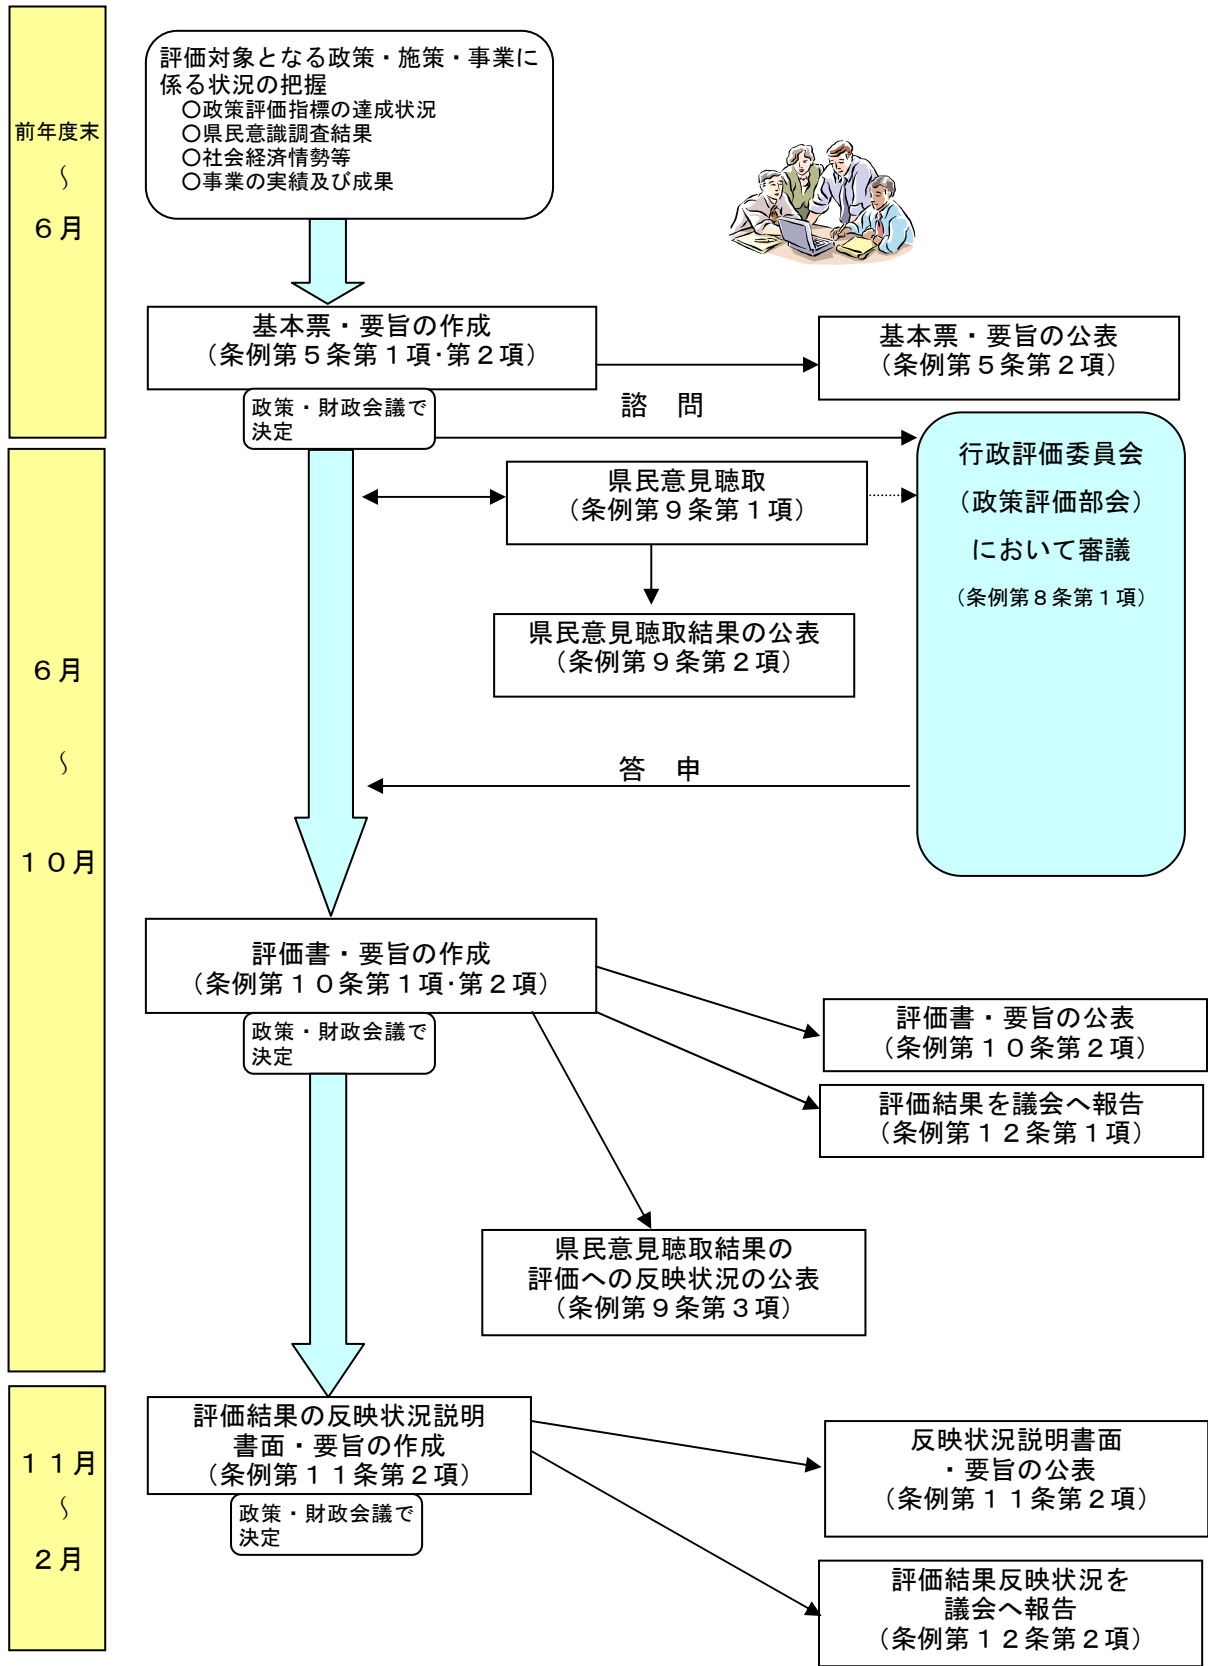 前年度末
～
６月
評価対象となる政策・施策・事業に
係る状況の把握
○政策評価指標の達成状況
○県民意識調査結果
○社会経済情勢等
○事業の実績及び成果
基本票・要旨の作成
（条例第５条第１項・第２項）
政策・財政会議で
決定
基本票・要旨の公表
（条例第５条第２項）
諮　問
６月
～
１０月
県民意見聴取
（条例第９条第１項）
行政評価委員会
（政策評価部会）
において審議
（条例第８条第１項）
県民意見聴取結果の公表
（条例第９条第２項）
答　申
評価書・要旨の作成
（条例第１０条第１項・第２項）
政策・財政会議で
決定
評価書・要旨の公表
（条例第１０条第２項）
評価結果を議会へ報告
（条例第１２条第１項）
県民意見聴取結果の
評価への反映状況の公表
（条例第９条第３項）
１１月
～
２月
評価結果の反映状況説明
書面・要旨の作成
（条例第１１条第２項）
政策・財政会議で
決定
反映状況説明書面
・要旨の公表
（条例第１１条第２項）
評価結果反映状況を
議会へ報告
（条例第１２条第２項）